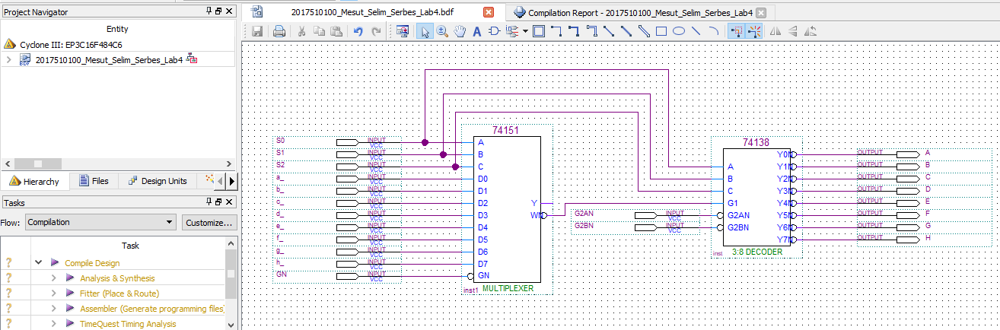 Project Navigator
Entity
Cyclone III: EP3C16F484C6
2017510100_Mesut_Selim_Serbes_Lab4
Hierarchy Files Design Units
Tasks
Flow: Compilation Customize...
Task
Compile Design
Analysis & Synthesis
Fitter (Place & Route)
Assembler (Generate programming files)
TimeQuest Timing Analysis
2017510100_Mesut_Selim_Serbes_Lab4.bdf
Compilation Report - 2017510100_Mesut_Selim_Serbes_Lab4
S0 INPUT VCC
S1 INPUT VCC
S2 INPUT VCC
a_ INPUT VCC
b_ INPUT VCC
c_ INPUT VCC
d_ INPUT VCC
e_ INPUT VCC
f_ INPUT VCC
g_ INPUT VCC
h_ INPUT VCC
GN INPUT VCC
74151
A
B
C
D0
D1
D2 Y
D3 WN
D4
D5
D6
D7
GN
inst1 MULTIPLEXER
G2AN INPUT VCC
G2BN INPUT VCC
74138
Y0N
A Y1N
B Y2N
C Y3N
G1 Y4N
G2AN Y5N
G2BN Y6N
Y7N
inst 3:8 DECODER
OUTPUT A
OUTPUT B
OUTPUT C
OUTPUT D
OUTPUT E
OUTPUT F
OUTPUT G
OUTPUT H